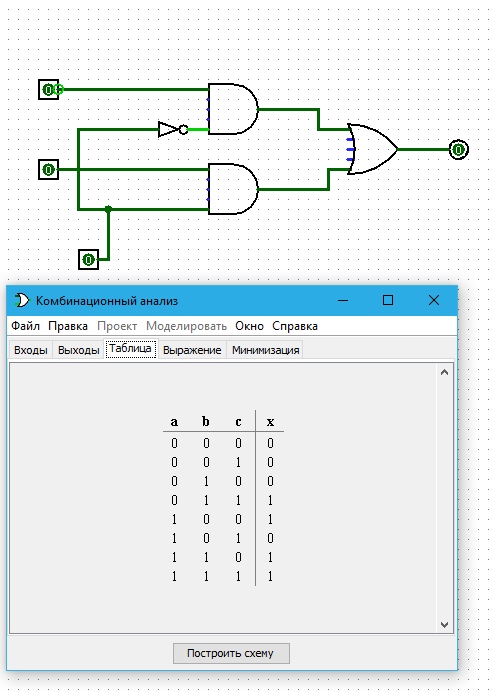 0
0
0
0
Комбинационный анализ
Файл Правка Проект Моделировать Окно Справка
Входы Выходы Таблица Выражение Минимизация
a b c x
0 0 0 0
0 0 1 0
0 1 0 0
0 1 1 1
1 0 0 1
1 0 1 0
1 1 0 1
1 1 1 1
Построить схему